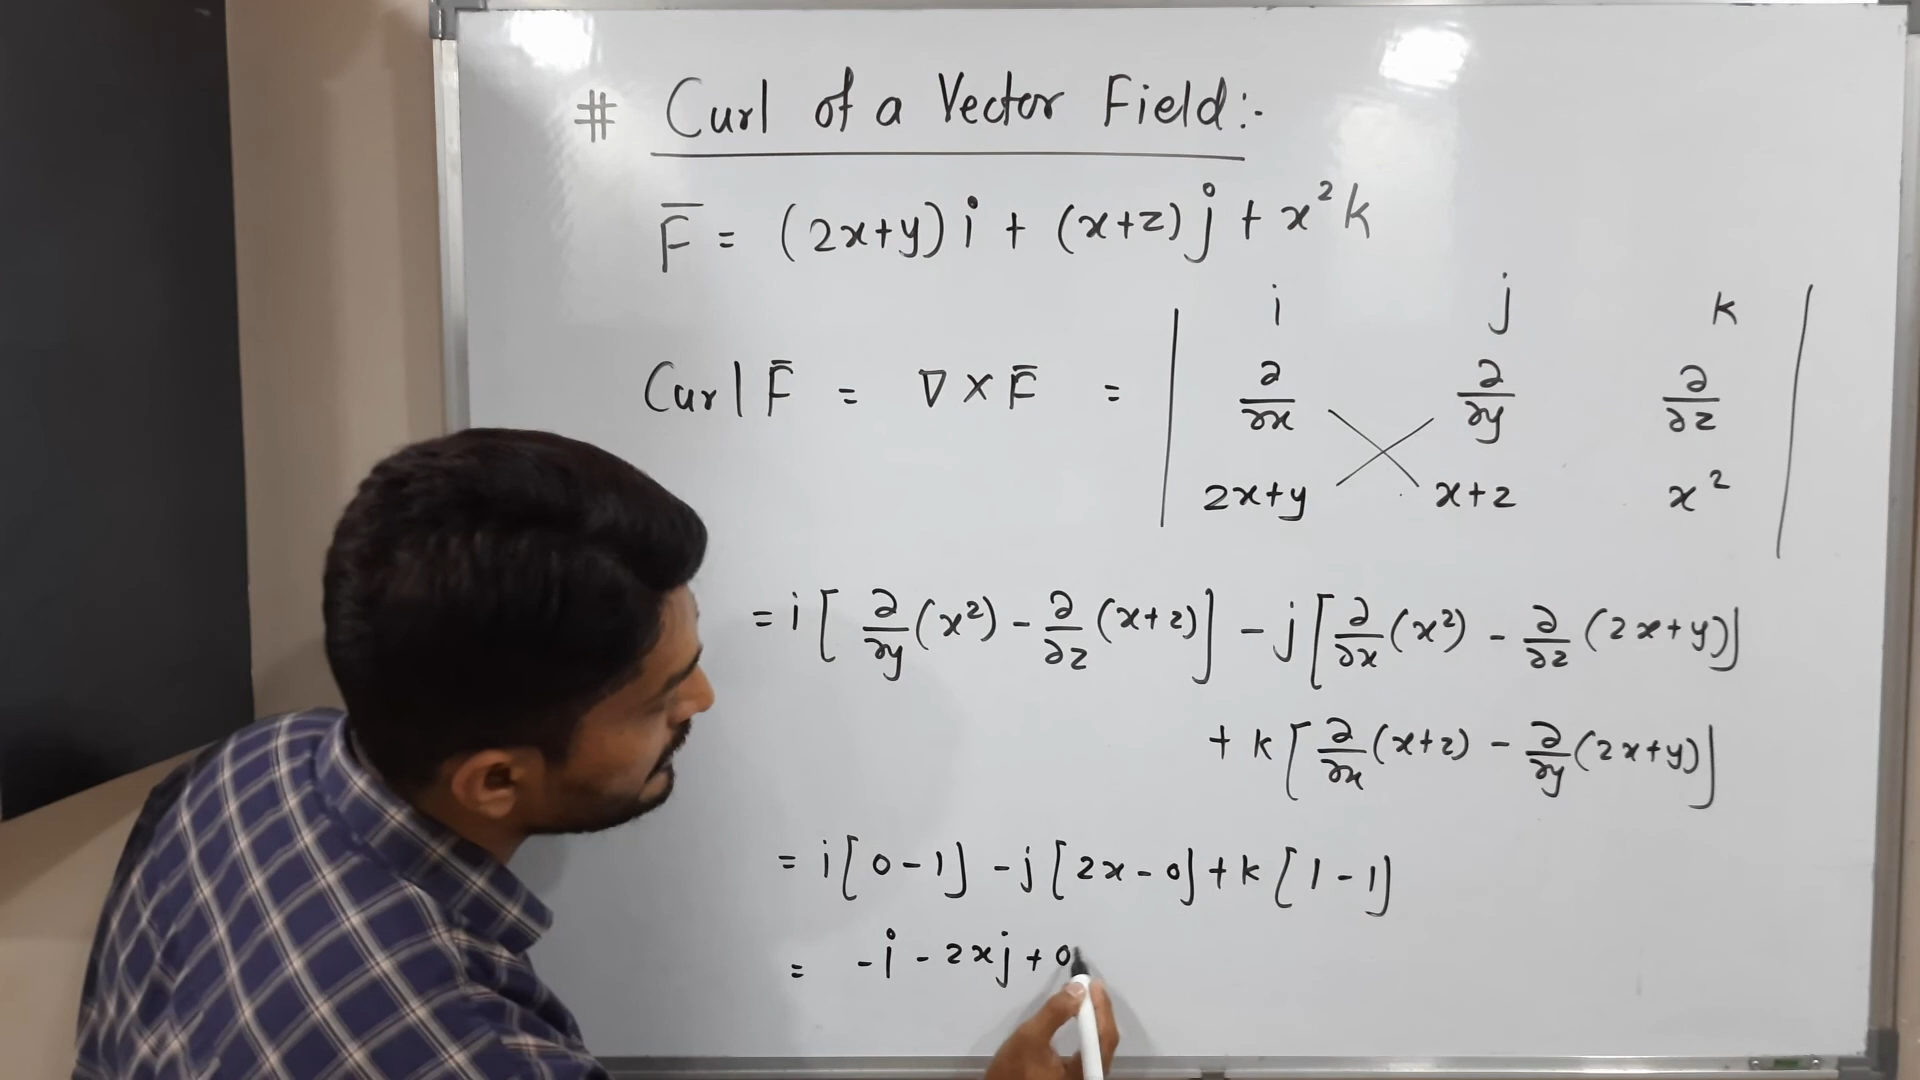 # Curl of a Vector Field:-
F̅ = (2x+y) i + (x+z) j + x² k
i j k
Curl F̅ = ∇ × F̅ = | ∂/∂x ∂/∂y ∂/∂z |
2x+y x+z x²
= i [ ∂/∂y (x²) - ∂/∂z (x+z) ] - j [ ∂/∂x (x²) - ∂/∂z (2x+y) ]
+ k [ ∂/∂x (x+z) - ∂/∂y (2x+y) ]
= i [0-1] - j [2x-0] + k [1-1]
= -i - 2xj + 0